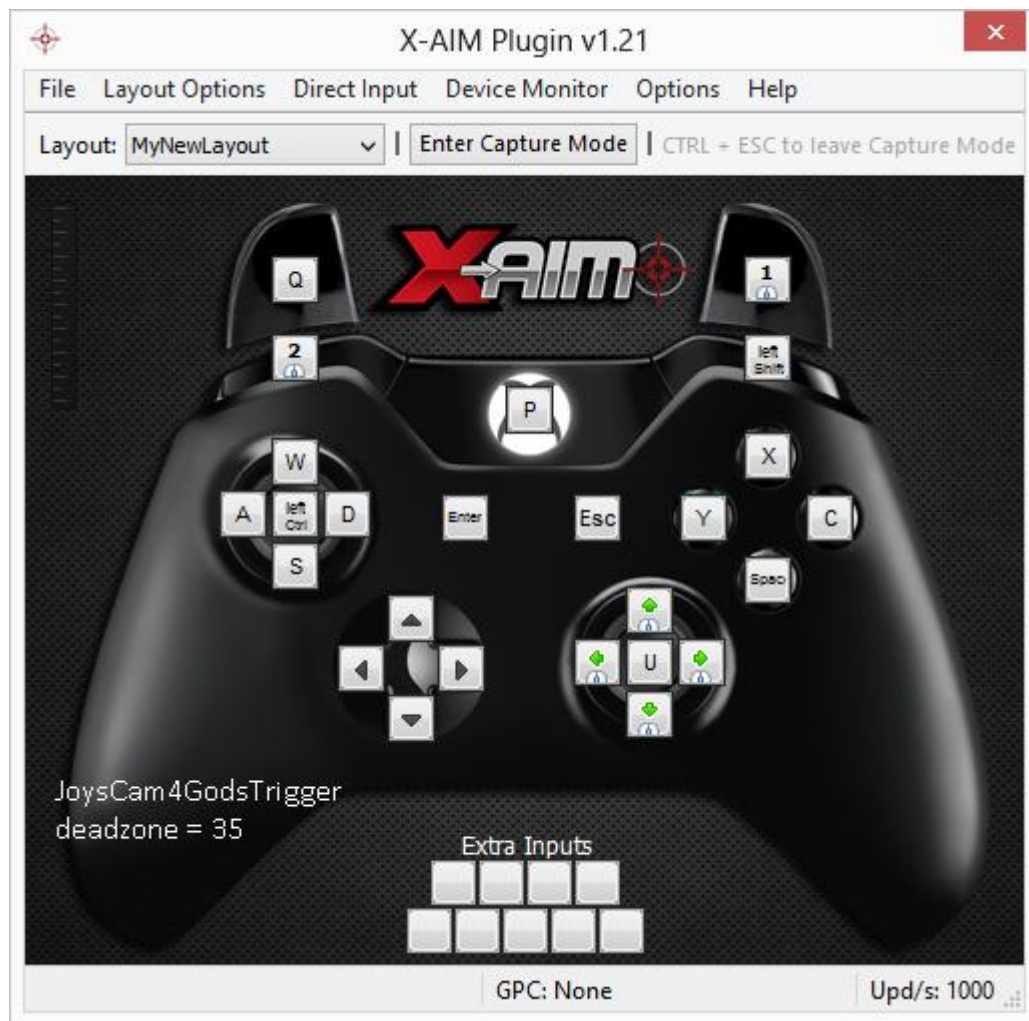 X-AIM Plugin v1.21
File Layout Options Direct Input Device Monitor Options Help
Layout: MyNewLayout | Enter Capture Mode | CTRL + ESC to leave Capture Mode
X-AIM
Q 1
2 left Shift
P
W X
A left Ctrl D Enter Esc Y C
S Spac
U
JoysCam4GodsTrigger
deadzone = 35
Extra Inputs
GPC: None Upd/s: 1000